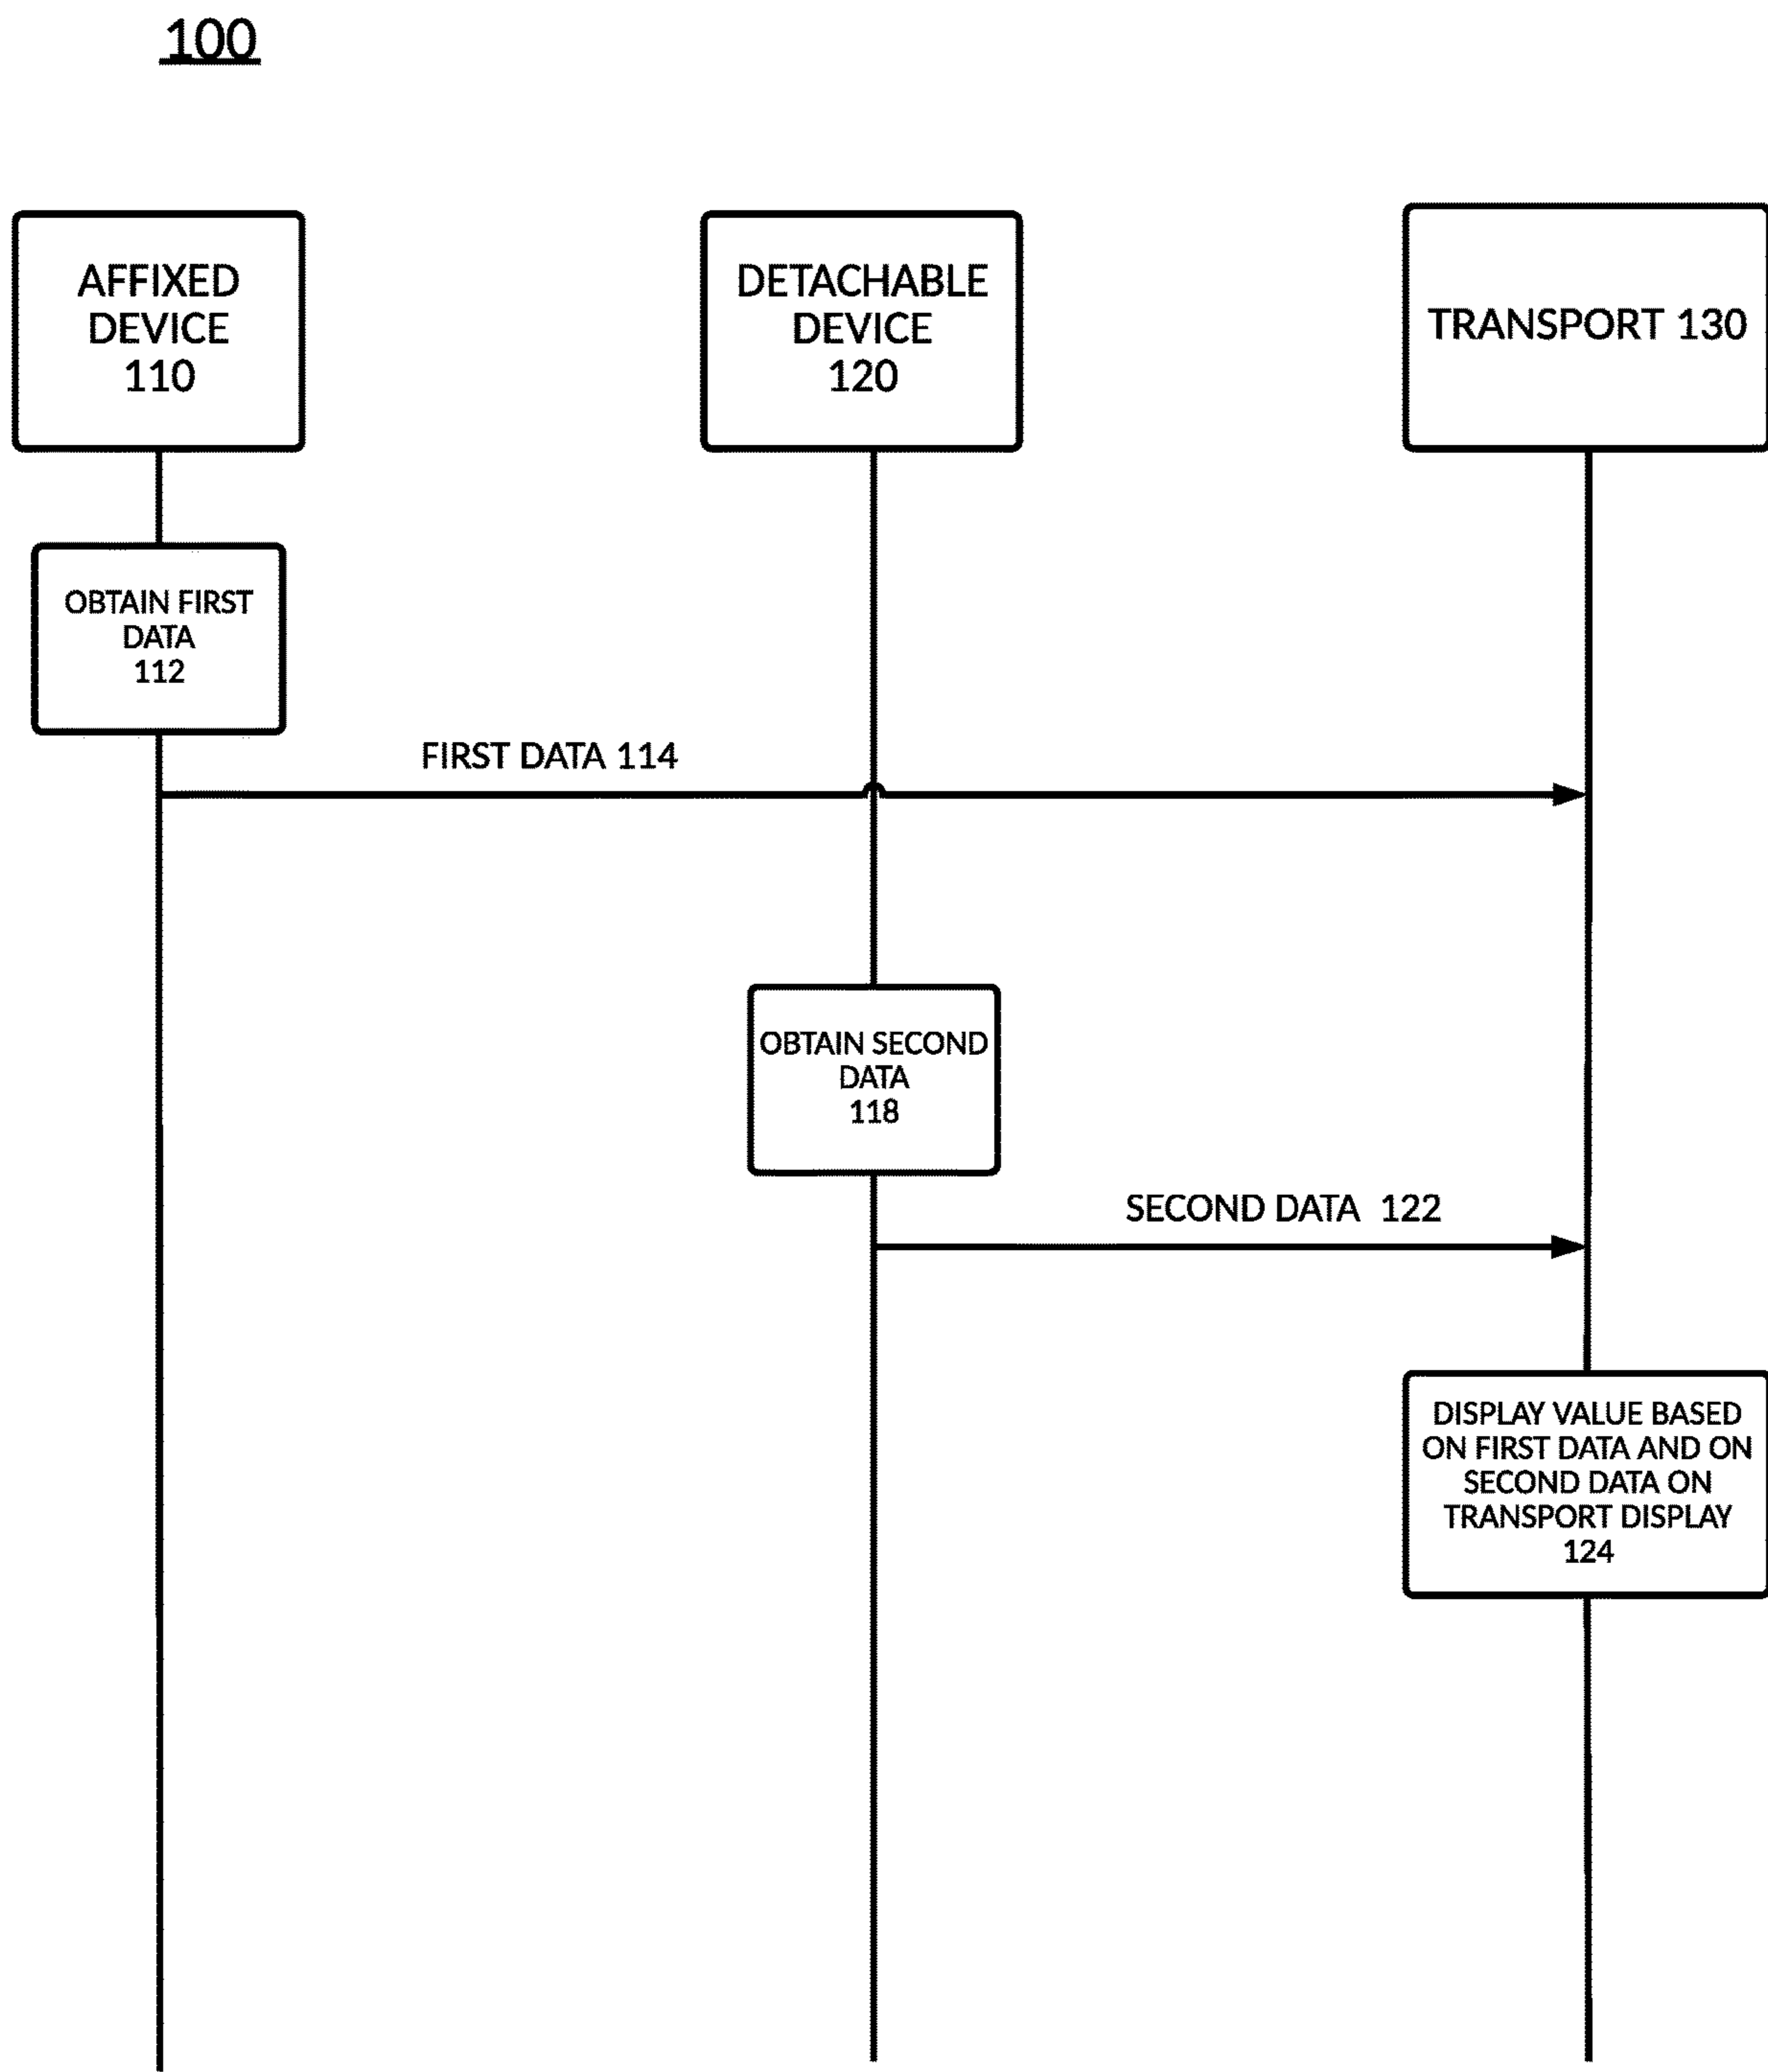 100
AFFIXED
DEVICE
110
DETACHABLE
DEVICE
120
TRANSPORT 130
OBTAIN FIRST
DATA
112
FIRST DATA 114
OBTAIN SECOND
DATA
118
SECOND DATA 122
DISPLAY VALUE BASED
ON FIRST DATA AND ON
SECOND DATA ON
TRANSPORT DISPLAY
124